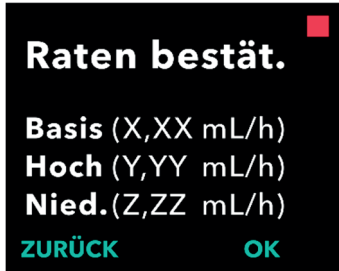 Raten bestät.
Basis (X,XX mL/h)
Hoch (Y,YY mL/h)
Nied. (Z,ZZ mL/h)
ZURÜCK OK